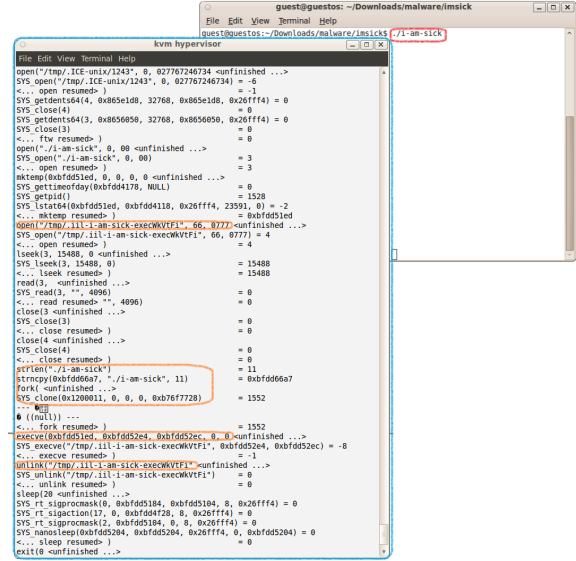 guest@guestos: ~/Downloads/malware/imsick
File Edit View Terminal Help
guest@guestos:~/Downloads/malware/imsick$ ./i-am-sick
kvm hypervisor
File Edit View Terminal Help
open("/tmp/.ICE-unix/1243", 0, 027767246734 <unfinished ...>
SYS_open("/tmp/.ICE-unix/1243", 0, 027767246734) = -6
<... open resumed> ) = -1
SYS_getdents64(4, 0x865e1d8, 32768, 0x865e1d8, 0x26fff4) = 0
SYS_close(4) = 0
SYS_getdents64(3, 0x8656050, 32768, 0x8656050, 0x26fff4) = 0
SYS_close(3) = 0
<... ftw resumed> ) = 0
open("./i-am-sick", 0, 00 <unfinished ...>
SYS_open("./i-am-sick", 0, 00) = 3
<... open resumed> ) = 3
mktemp(0xbfdd51ed, 0, 0, 0, 0 <unfinished ...>
SYS_gettimeofday(0xbfdd4178, NULL) = 0
SYS_getpid() = 1528
SYS_lstat64(0xbfdd51ed, 0xbfdd4118, 0x26fff4, 23591, 0) = -2
<... mktemp resumed> ) = 0xbfdd51ed
open("/tmp/.iil-i-am-sick-execWkVtFi", 66, 0777 <unfinished ...>
SYS_open("/tmp/.iil-i-am-sick-execWkVtFi", 66, 0777) = 4
<... open resumed> ) = 4
lseek(3, 15488, 0 <unfinished ...>
SYS_lseek(3, 15488, 0) = 15488
<... lseek resumed> ) = 15488
read(3, <unfinished ...>
SYS_read(3, "", 4096) = 0
<... read resumed> "", 4096) = 0
close(3 <unfinished ...>
SYS_close(3) = 0
<... close resumed> ) = 0
close(4 <unfinished ...>
SYS_close(4) = 0
<... close resumed> ) = 0
strlen("./i-am-sick") = 11
strncpy(0xbfdd66a7, "./i-am-sick", 11) = 0xbfdd66a7
fork( <unfinished ...>
SYS_clone(0x1200011, 0, 0, 0, 0xb76f7728) = 1552
---
((null)) ---
<... fork resumed> ) = 1552
execve(0xbfdd51ed, 0xbfdd52e4, 0xbfdd52ec, 0, 0 <unfinished ...>
SYS_execve("/tmp/.iil-i-am-sick-execWkVtFi", 0xbfdd52e4, 0xbfdd52ec) = -8
<... execve resumed> ) = -1
unlink("/tmp/.iil-i-am-sick-execWkVtFi" <unfinished ...>
SYS_unlink("/tmp/.iil-i-am-sick-execWkVtFi") = 0
<... unlink resumed> ) = 0
sleep(20 <unfinished ...>
SYS_rt_sigprocmask(0, 0xbfdd5184, 0xbfdd5104, 8, 0x26fff4) = 0
SYS_rt_sigaction(17, 0, 0xbfdd4f28, 8, 0x26fff4) = 0
SYS_rt_sigprocmask(2, 0xbfdd5104, 0, 8, 0x26fff4) = 0
SYS_nanosleep(0xbfdd5204, 0xbfdd5204, 0x26fff4, 0, 0xbfdd5204) = 0
<... sleep resumed> ) = 0
exit(0 <unfinished ...>